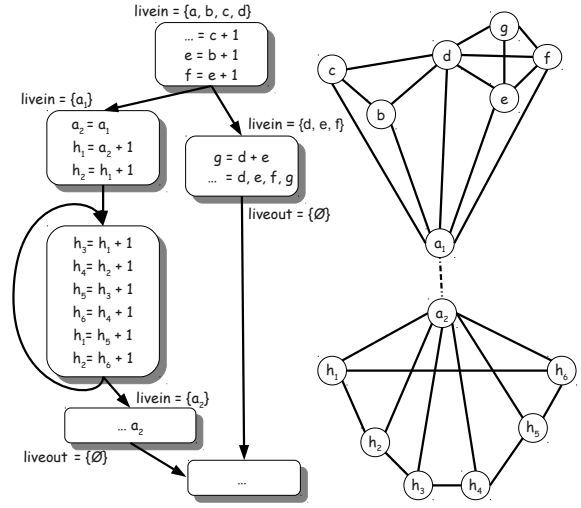 livein = {a, b, c, d}
... = c + 1
e = b + 1
f = e + 1
livein = {a₁}
a₂ = a₁
h₁ = a₂ + 1
h₂ = h₁ + 1
livein = {d, e, f}
g = d + e
... = d, e, f, g
liveout = {Ø}
h₃= h₁ + 1
h₄= h₂ + 1
h₅= h₃ + 1
h₆= h₄ + 1
h₁= h₅ + 1
h₂= h₆ + 1
livein = {a₂}
... a₂
liveout = {Ø}
...
g
d
f
c
e
b
a₁
a₂
h₁
h₆
h₂
h₅
h₃
h₄